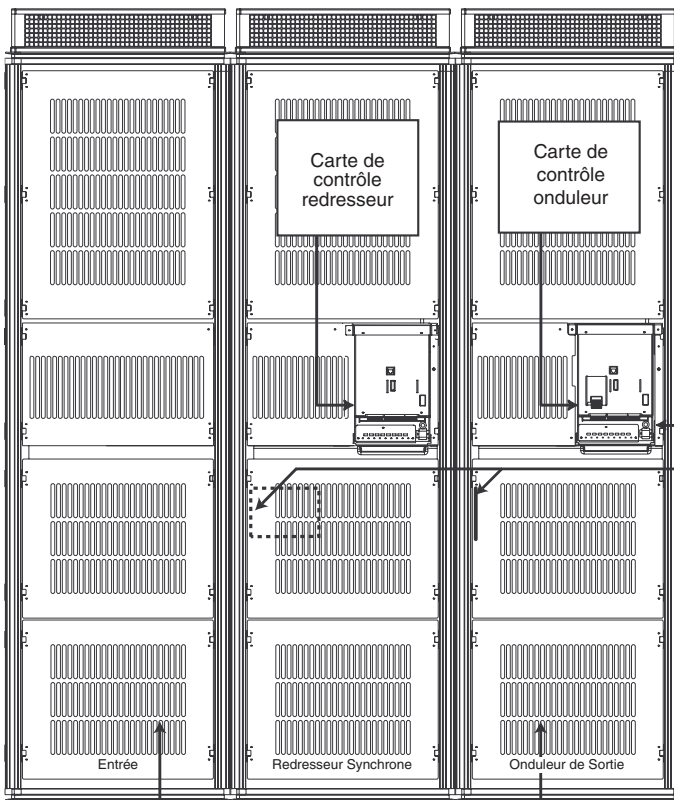 Carte de
contrôle
redresseur
Carte de
contrôle
onduleur
Entrée
Redresseur Synchrone
Onduleur de Sortie